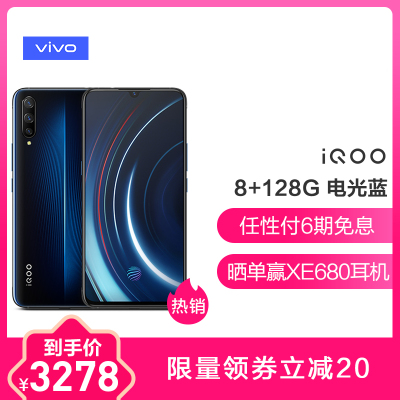 vivo
iQOO
8+128G 电光蓝
任性付6期免息
晒单赢XE680耳机
iQOO
热销
到手价
¥3278
限量领券立减20